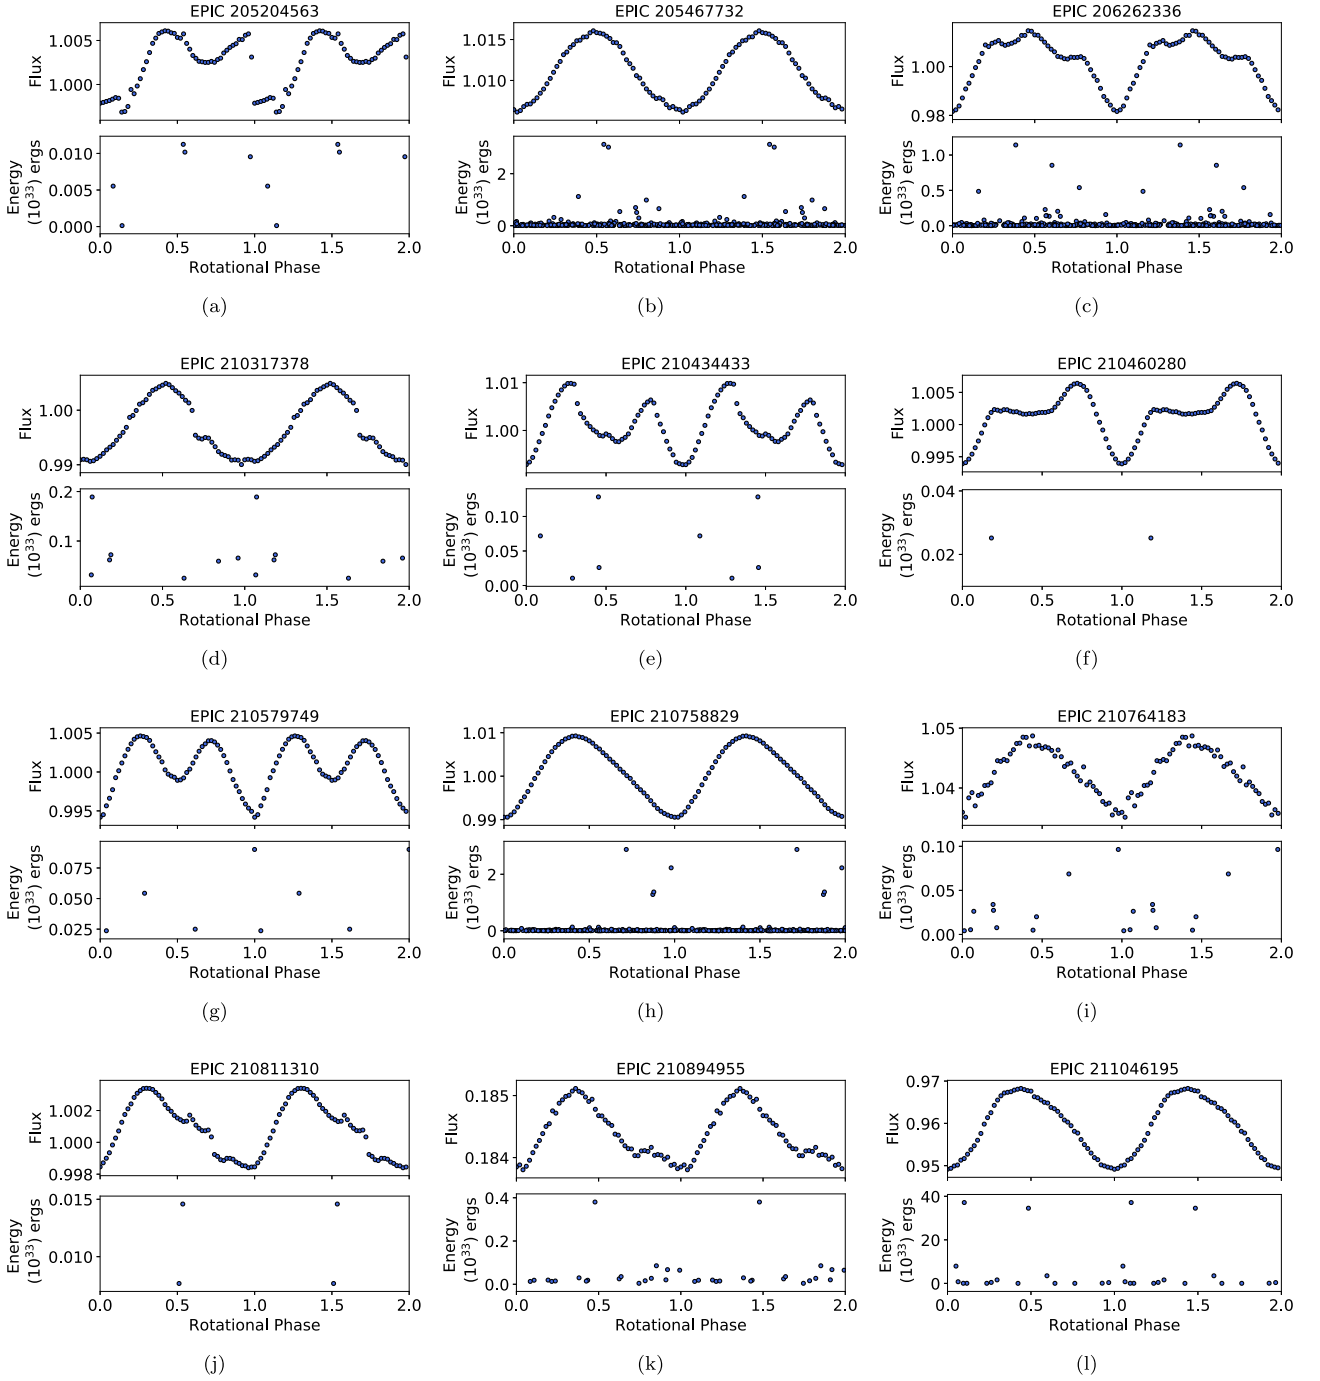 EPIC 205204563
1.005
1.000
Flux
0.010
0.005
0.000
Energy
(10³³) ergs
0.0 0.5 1.0 1.5 2.0
Rotational Phase
(a)
EPIC 205467732
1.015
1.010
Flux
2
0
Energy
(10³³) ergs
0.0 0.5 1.0 1.5 2.0
Rotational Phase
(b)
EPIC 206262336
1.00
0.98
Flux
1.0
0.5
0.0
Energy
(10³³) ergs
0.0 0.5 1.0 1.5 2.0
Rotational Phase
(c)
EPIC 210317378
1.00
0.99
Flux
0.2
0.1
Energy
(10³³) ergs
0.0 0.5 1.0 1.5 2.0
Rotational Phase
(d)
EPIC 210434433
1.01
1.00
Flux
0.10
0.05
0.00
Energy
(10³³) ergs
0.0 0.5 1.0 1.5 2.0
Rotational Phase
(e)
EPIC 210460280
1.005
1.000
0.995
Flux
0.04
0.02
Energy
(10³³) ergs
0.0 0.5 1.0 1.5 2.0
Rotational Phase
(f)
EPIC 210579749
1.005
1.000
0.995
Flux
0.075
0.050
0.025
Energy
(10³³) ergs
0.0 0.5 1.0 1.5 2.0
Rotational Phase
(g)
EPIC 210758829
1.01
1.00
0.99
Flux
2
0
Energy
(10³³) ergs
0.0 0.5 1.0 1.5 2.0
Rotational Phase
(h)
EPIC 210764183
1.05
1.04
Flux
0.10
0.05
0.00
Energy
(10³³) ergs
0.0 0.5 1.0 1.5 2.0
Rotational Phase
(i)
EPIC 210811310
1.002
1.000
0.998
Flux
0.015
0.010
Energy
(10³³) ergs
0.0 0.5 1.0 1.5 2.0
Rotational Phase
(j)
EPIC 210894955
0.185
0.184
Flux
0.4
0.2
0.0
Energy
(10³³) ergs
0.0 0.5 1.0 1.5 2.0
Rotational Phase
(k)
EPIC 211046195
0.97
0.96
0.95
Flux
40
20
0
Energy
(10³³) ergs
0.0 0.5 1.0 1.5 2.0
Rotational Phase
(l)